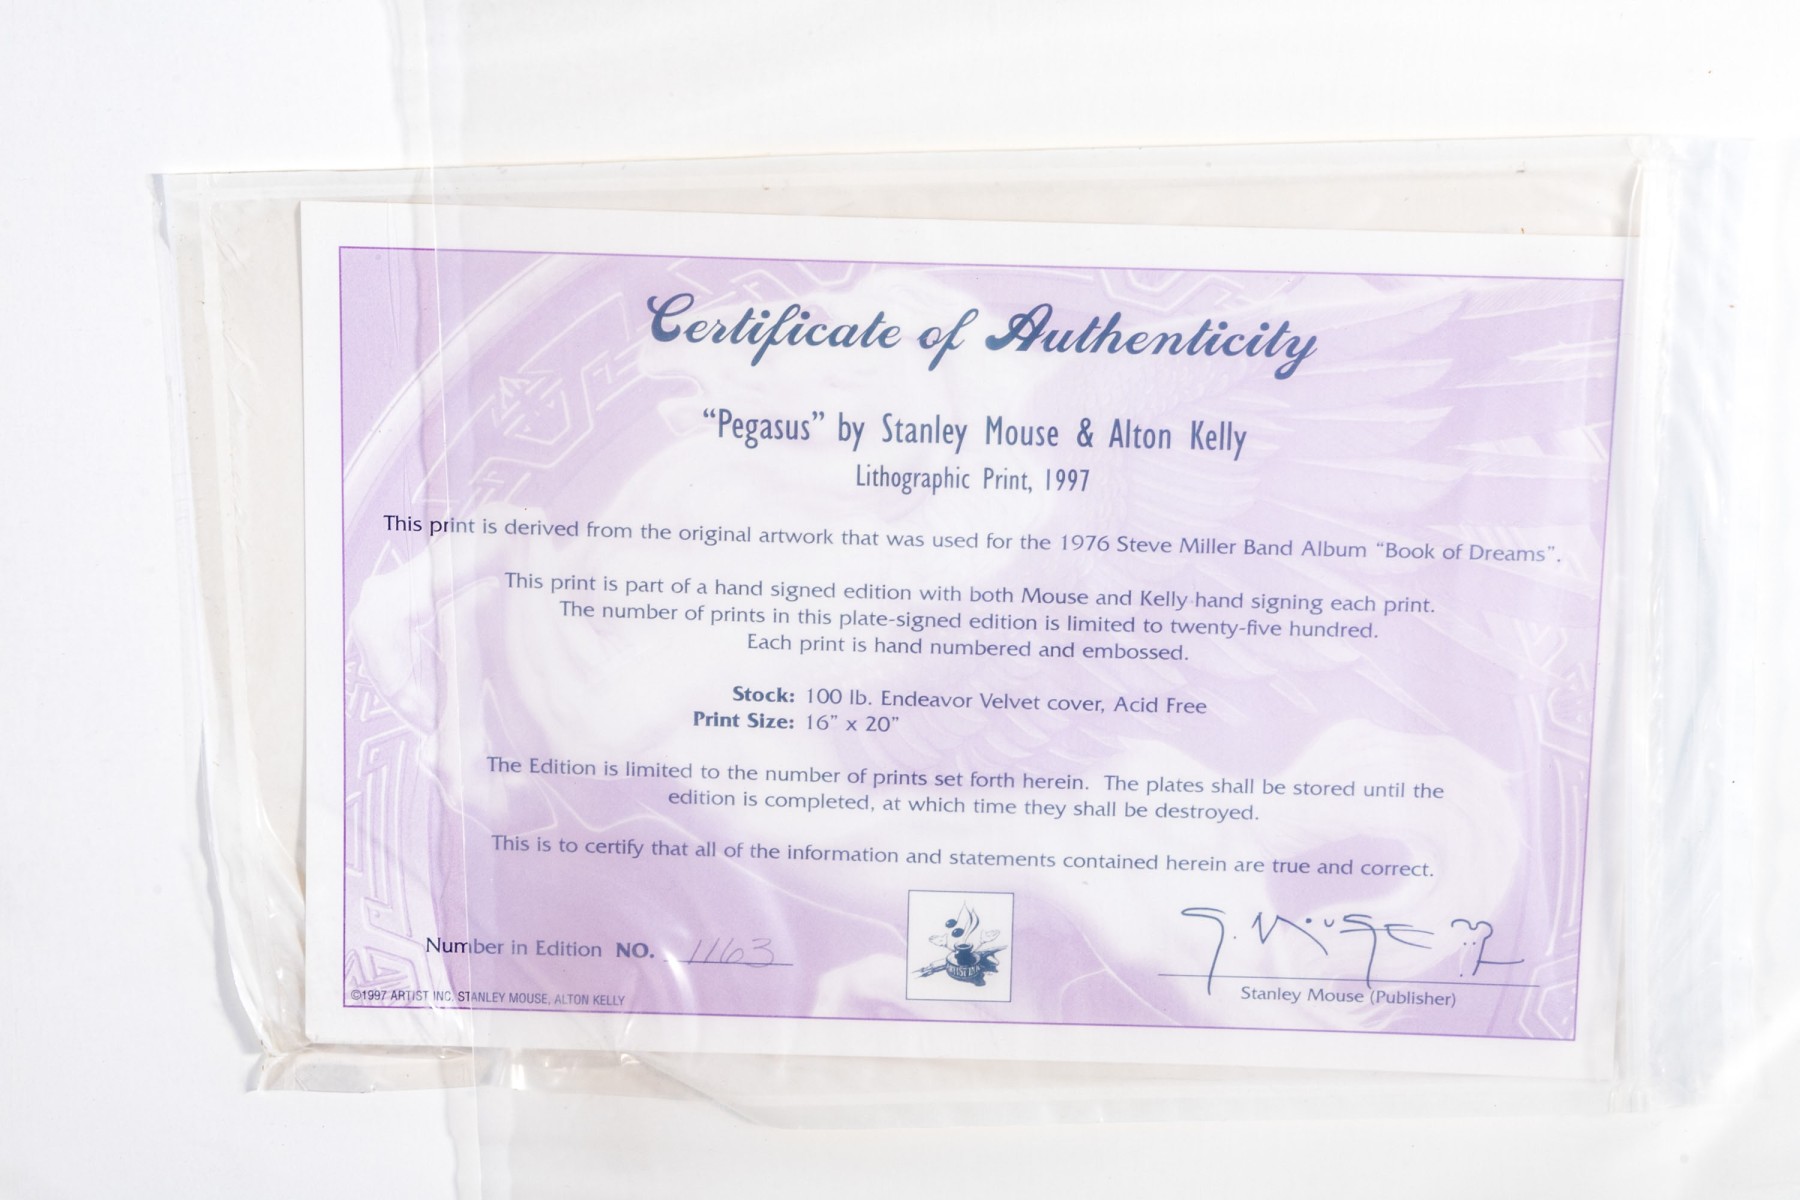 Certificate of Authenticity
“Pegasus” by Stanley Mouse & Alton Kelly
Lithographic Print, 1997
This print is derived from the original artwork that was used for the 1976 Steve Miller Band Album “Book of Dreams”.
This print is part of a hand signed edition with both Mouse and Kelly hand signing each print.
The number of prints in this plate-signed edition is limited to twenty-five hundred.
Each print is hand numbered and embossed.
Stock: 100 lb. Endeavor Velvet cover, Acid Free
Print Size: 16” x 20”
The Edition is limited to the number of prints set forth herein. The plates shall be stored until the
edition is completed, at which time they shall be destroyed.
This is to certify that all of the information and statements contained herein are true and correct.
Number in Edition NO. 1163
Stanley Mouse (Publisher)
©1997 ARTIST INC. STANLEY MOUSE, ALTON KELLY